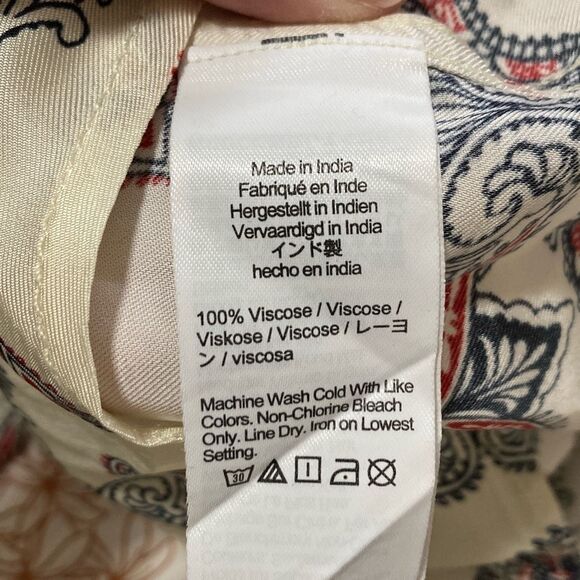 Made in India
Fabriqué en Inde
Hergestellt in Indien
Vervaardigd in India
インド製
hecho en india
100% Viscose / Viscose /
Viskose / Viscose / レーヨ
ン / viscosa
Machine Wash Cold With Like
Colors. Non-Chlorine Bleach
Only. Line Dry. Iron on Lowest
Setting.
30